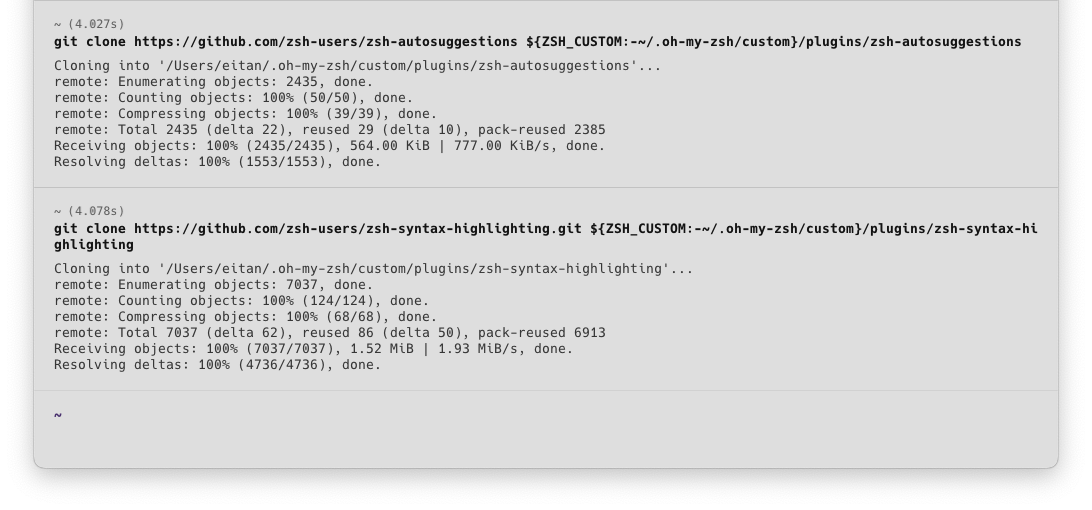 ~ (4.027s)
git clone https://github.com/zsh-users/zsh-autosuggestions ${ZSH_CUSTOM:-~/.oh-my-zsh/custom}/plugins/zsh-autosuggestions
Cloning into '/Users/eitan/.oh-my-zsh/custom/plugins/zsh-autosuggestions'...
remote: Enumerating objects: 2435, done.
remote: Counting objects: 100% (50/50), done.
remote: Compressing objects: 100% (39/39), done.
remote: Total 2435 (delta 22), reused 29 (delta 10), pack-reused 2385
Receiving objects: 100% (2435/2435), 564.00 KiB | 777.00 KiB/s, done.
Resolving deltas: 100% (1553/1553), done.
~ (4.078s)
git clone https://github.com/zsh-users/zsh-syntax-highlighting.git ${ZSH_CUSTOM:-~/.oh-my-zsh/custom}/plugins/zsh-syntax-hi
ghlighting
Cloning into '/Users/eitan/.oh-my-zsh/custom/plugins/zsh-syntax-highlighting'...
remote: Enumerating objects: 7037, done.
remote: Counting objects: 100% (124/124), done.
remote: Compressing objects: 100% (68/68), done.
remote: Total 7037 (delta 62), reused 86 (delta 50), pack-reused 6913
Receiving objects: 100% (7037/7037), 1.52 MiB | 1.93 MiB/s, done.
Resolving deltas: 100% (4736/4736), done.
~